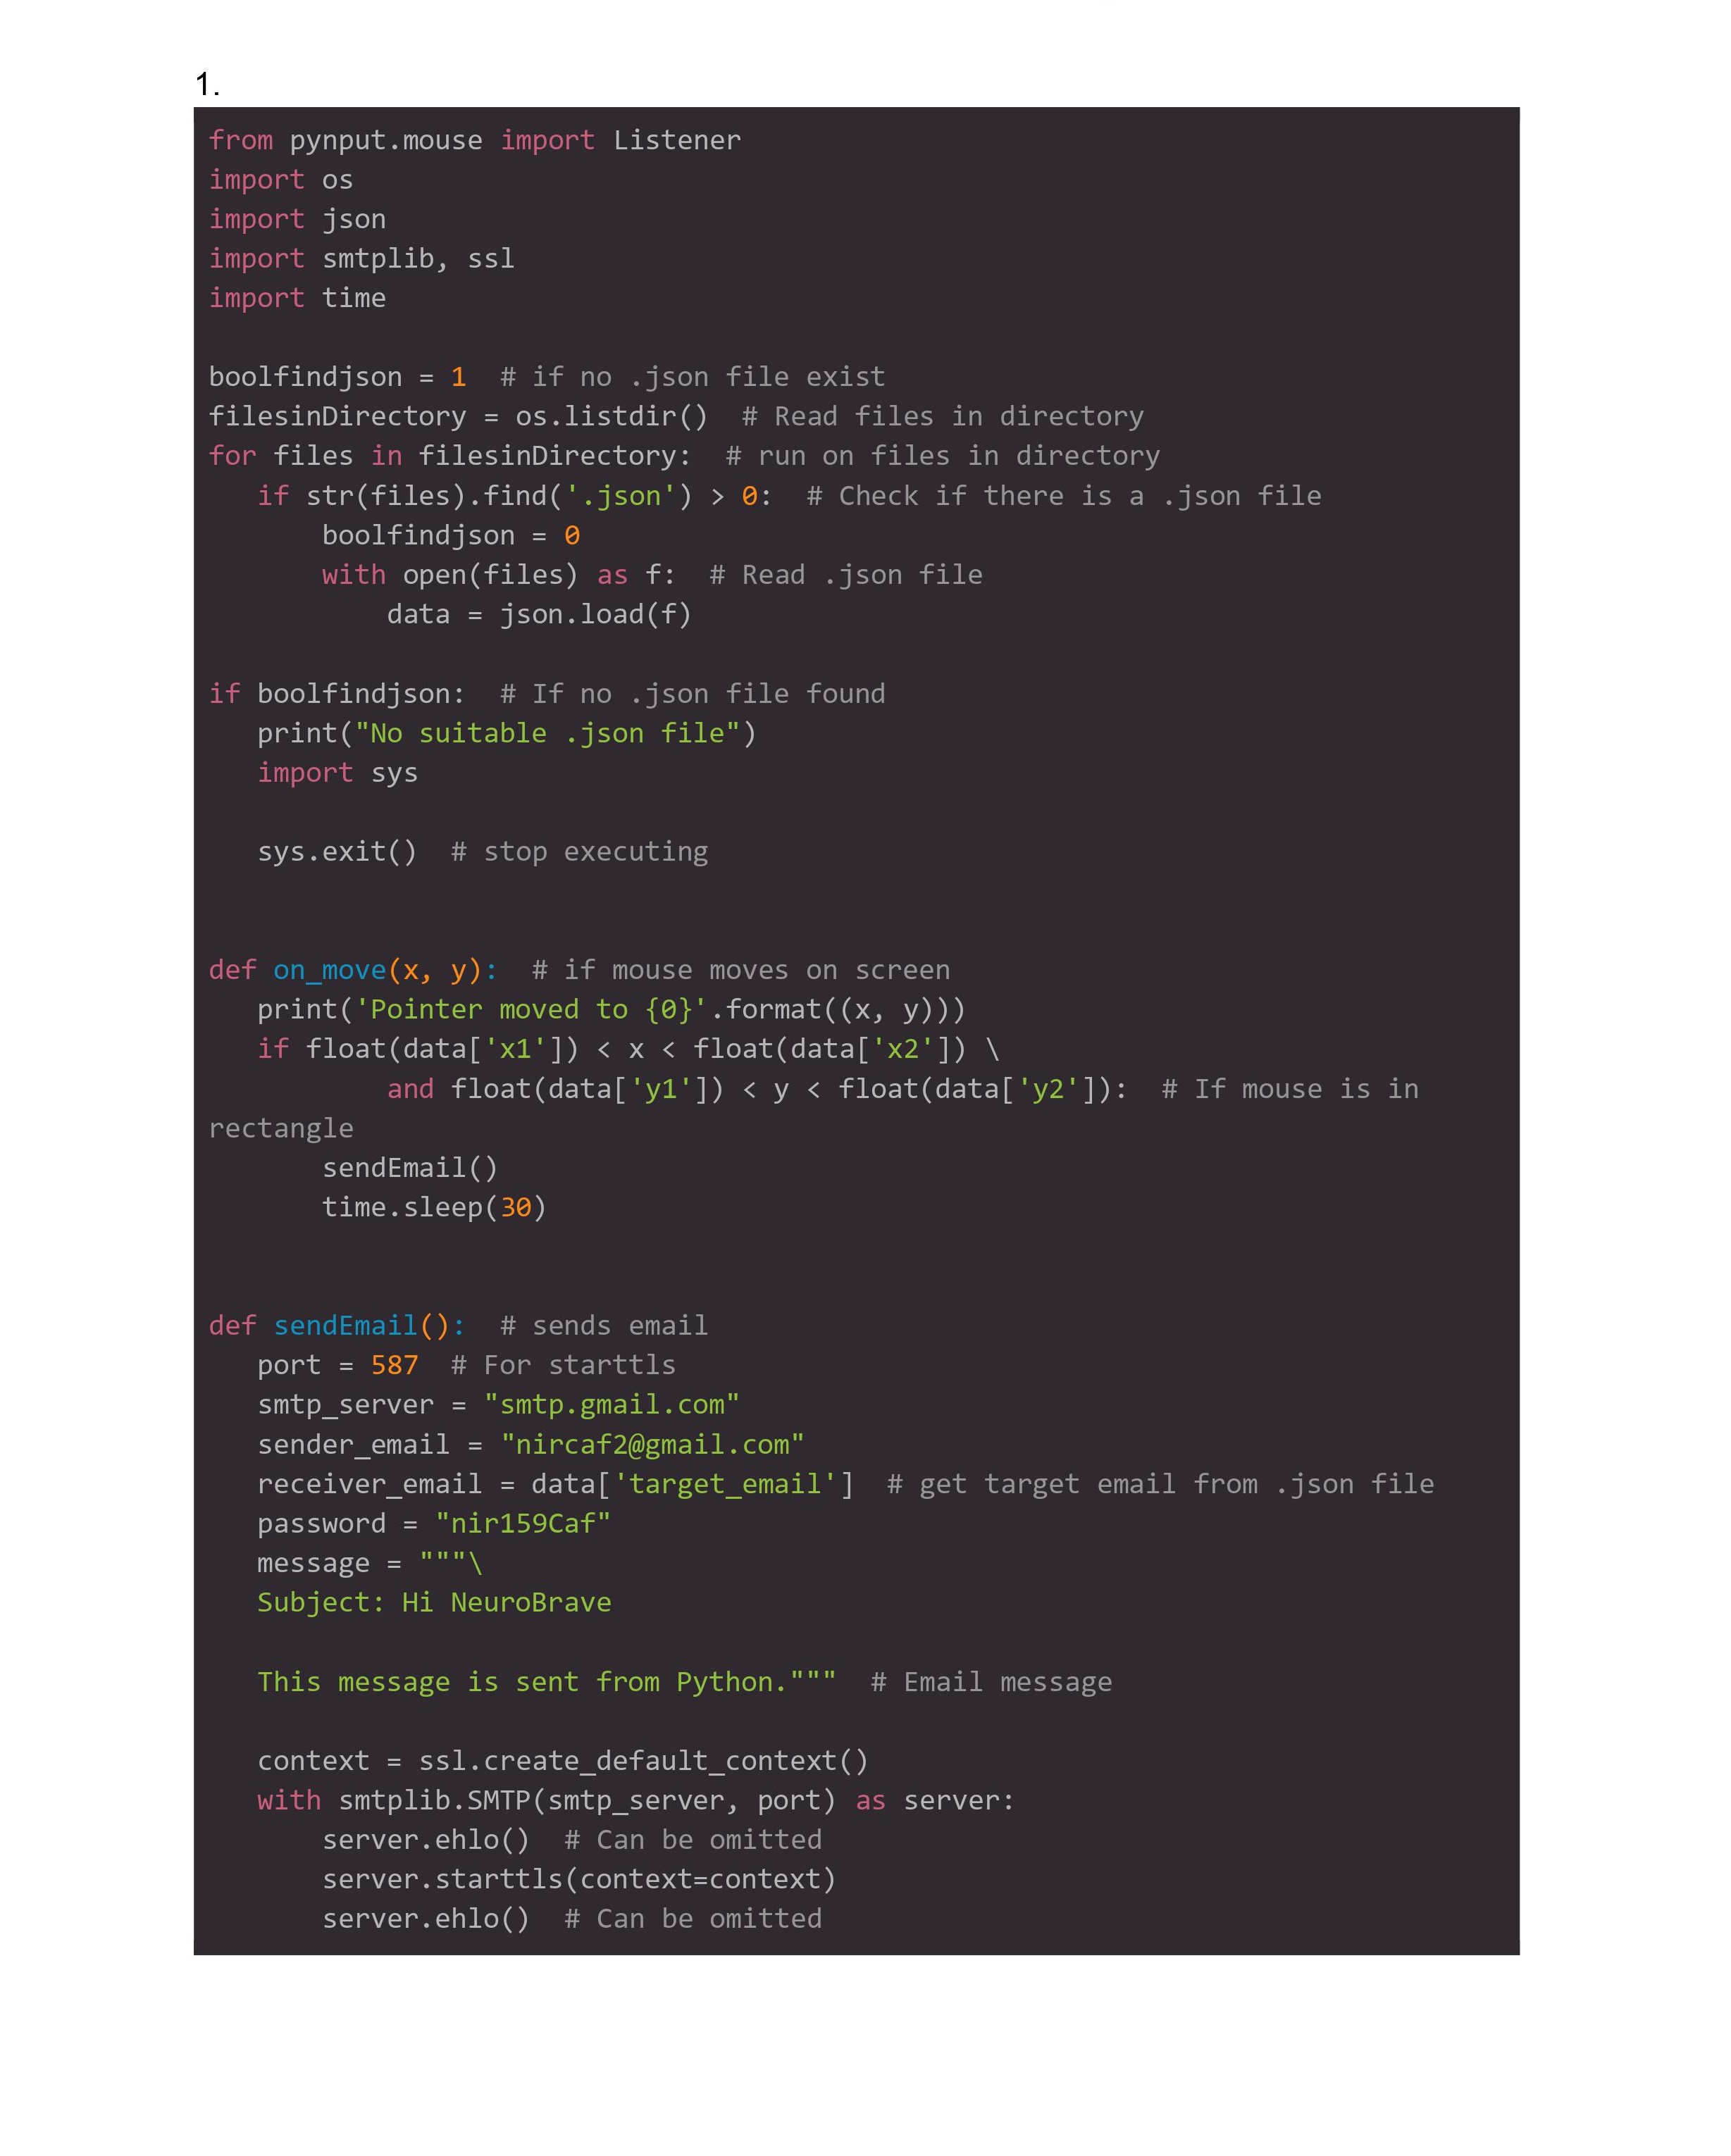 1.
from pynput.mouse import Listener
import os
import json
import smtplib, ssl
import time

boolfindjson = 1  # if no .json file exist
filesinDirectory = os.listdir()  # Read files in directory
for files in filesinDirectory:  # run on files in directory
   if str(files).find('.json') > 0:  # Check if there is a .json file
       boolfindjson = 0
       with open(files) as f:  # Read .json file
           data = json.load(f)

if boolfindjson:  # If no .json file found
   print("No suitable .json file")
   import sys

   sys.exit()  # stop executing


def on_move(x, y):  # if mouse moves on screen
   print('Pointer moved to {0}'.format((x, y)))
   if float(data['x1']) < x < float(data['x2']) \
           and float(data['y1']) < y < float(data['y2']):  # If mouse is in
rectangle
       sendEmail()
       time.sleep(30)


def sendEmail():  # sends email
   port = 587  # For starttls
   smtp_server = "smtp.gmail.com"
   sender_email = "nircaf2@gmail.com"
   receiver_email = data['target_email']  # get target email from .json file
   password = "nir159Caf"
   message = """\
   Subject: Hi NeuroBrave

   This message is sent from Python."""  # Email message

   context = ssl.create_default_context()
   with smtplib.SMTP(smtp_server, port) as server:
       server.ehlo()  # Can be omitted
       server.starttls(context=context)
       server.ehlo()  # Can be omitted